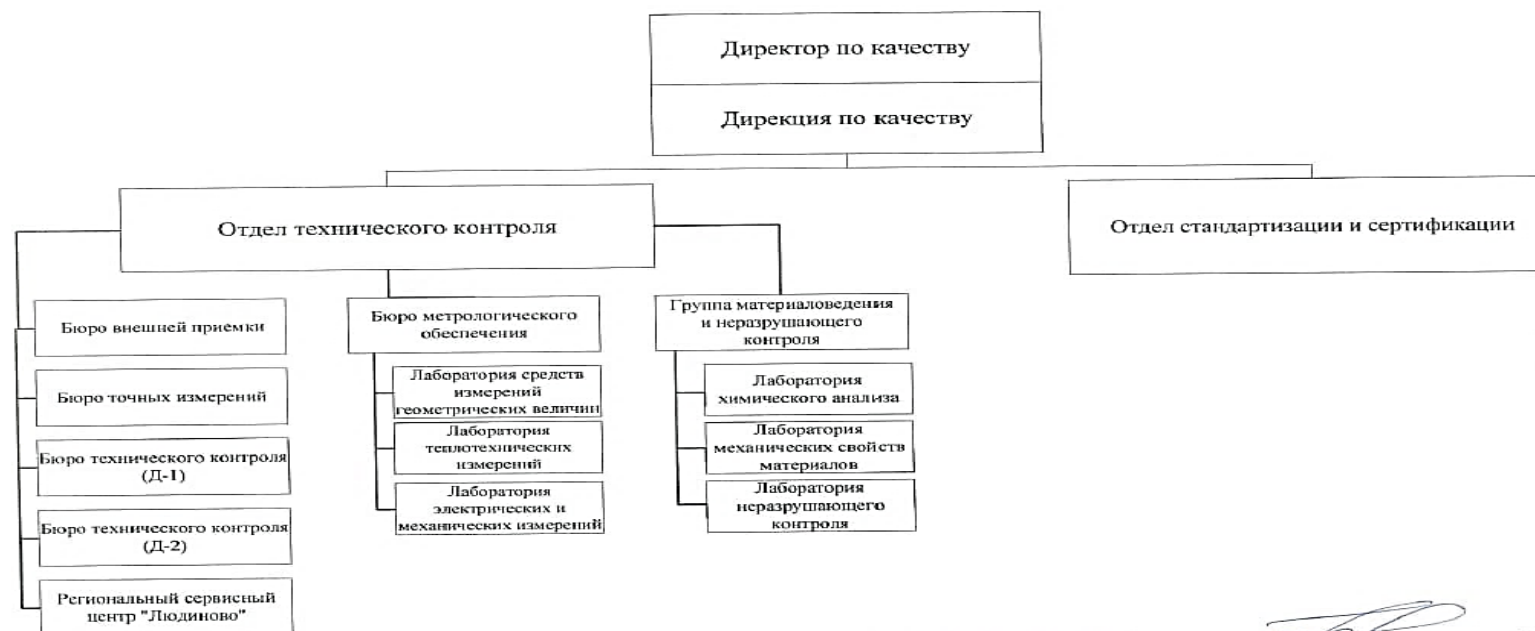 Директор по качеству
Дирекция по качеству
Отдел технического контроля
Отдел стандартизации и сертификации
Бюро внешней приемки
Бюро точных измерений
Бюро технического контроля
(Д-1)
Бюро технического контроля
(Д-2)
Региональный сервисный
центр "Людиново"
Бюро метрологического
обеспечения
Лаборатория средств
измерений
геометрических величин
Лаборатория
теплотехнических
измерений
Лаборатория
электрических и
механических измерений
Группа материаловедения
и неразрушающего
контроля
Лаборатория
химического анализа
Лаборатория
механических свойств
материалов
Лаборатория
неразрушающего
контроля